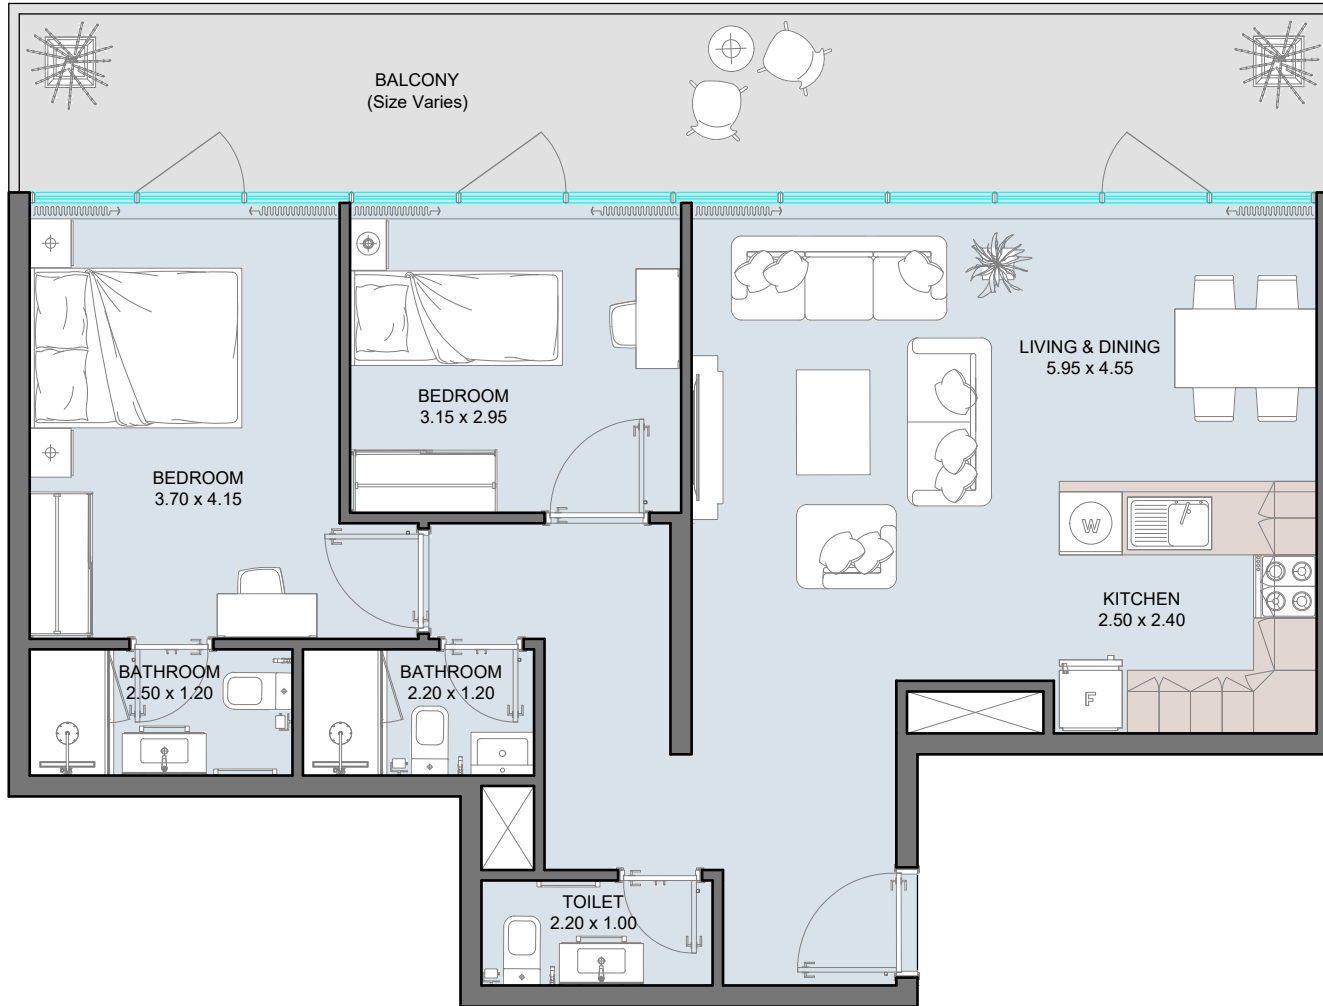 BALCONY
(Size Varies)
LIVING & DINING
5.95 x 4.55
BEDROOM
3.15 x 2.95
BEDROOM
3.70 x 4.15
W
KITCHEN
2.50 x 2.40
BATHROOM
2.50 x 1.20
BATHROOM
2.20 x 1.20
F
TOILET
2.20 x 1.00